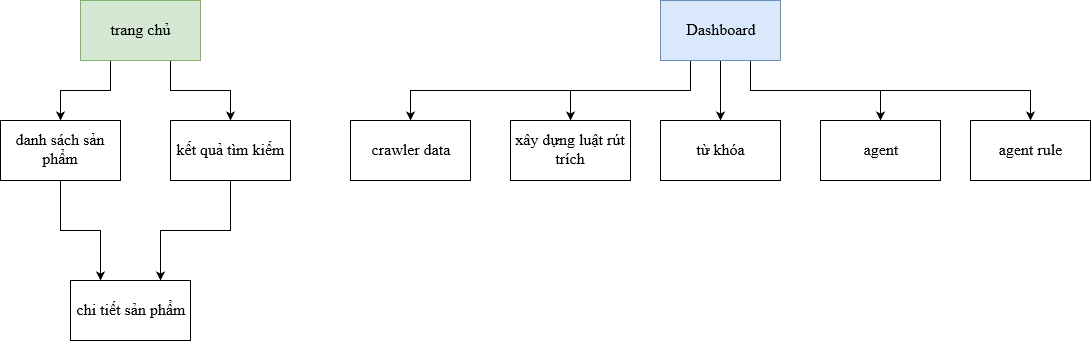 trang chủ
Dashboard
danh sách sản
phẩm
kết quả tìm kiếm
crawler data
xây dựng luật rút
trích
từ khóa
agent
agent rule
chi tiết sản phẩm